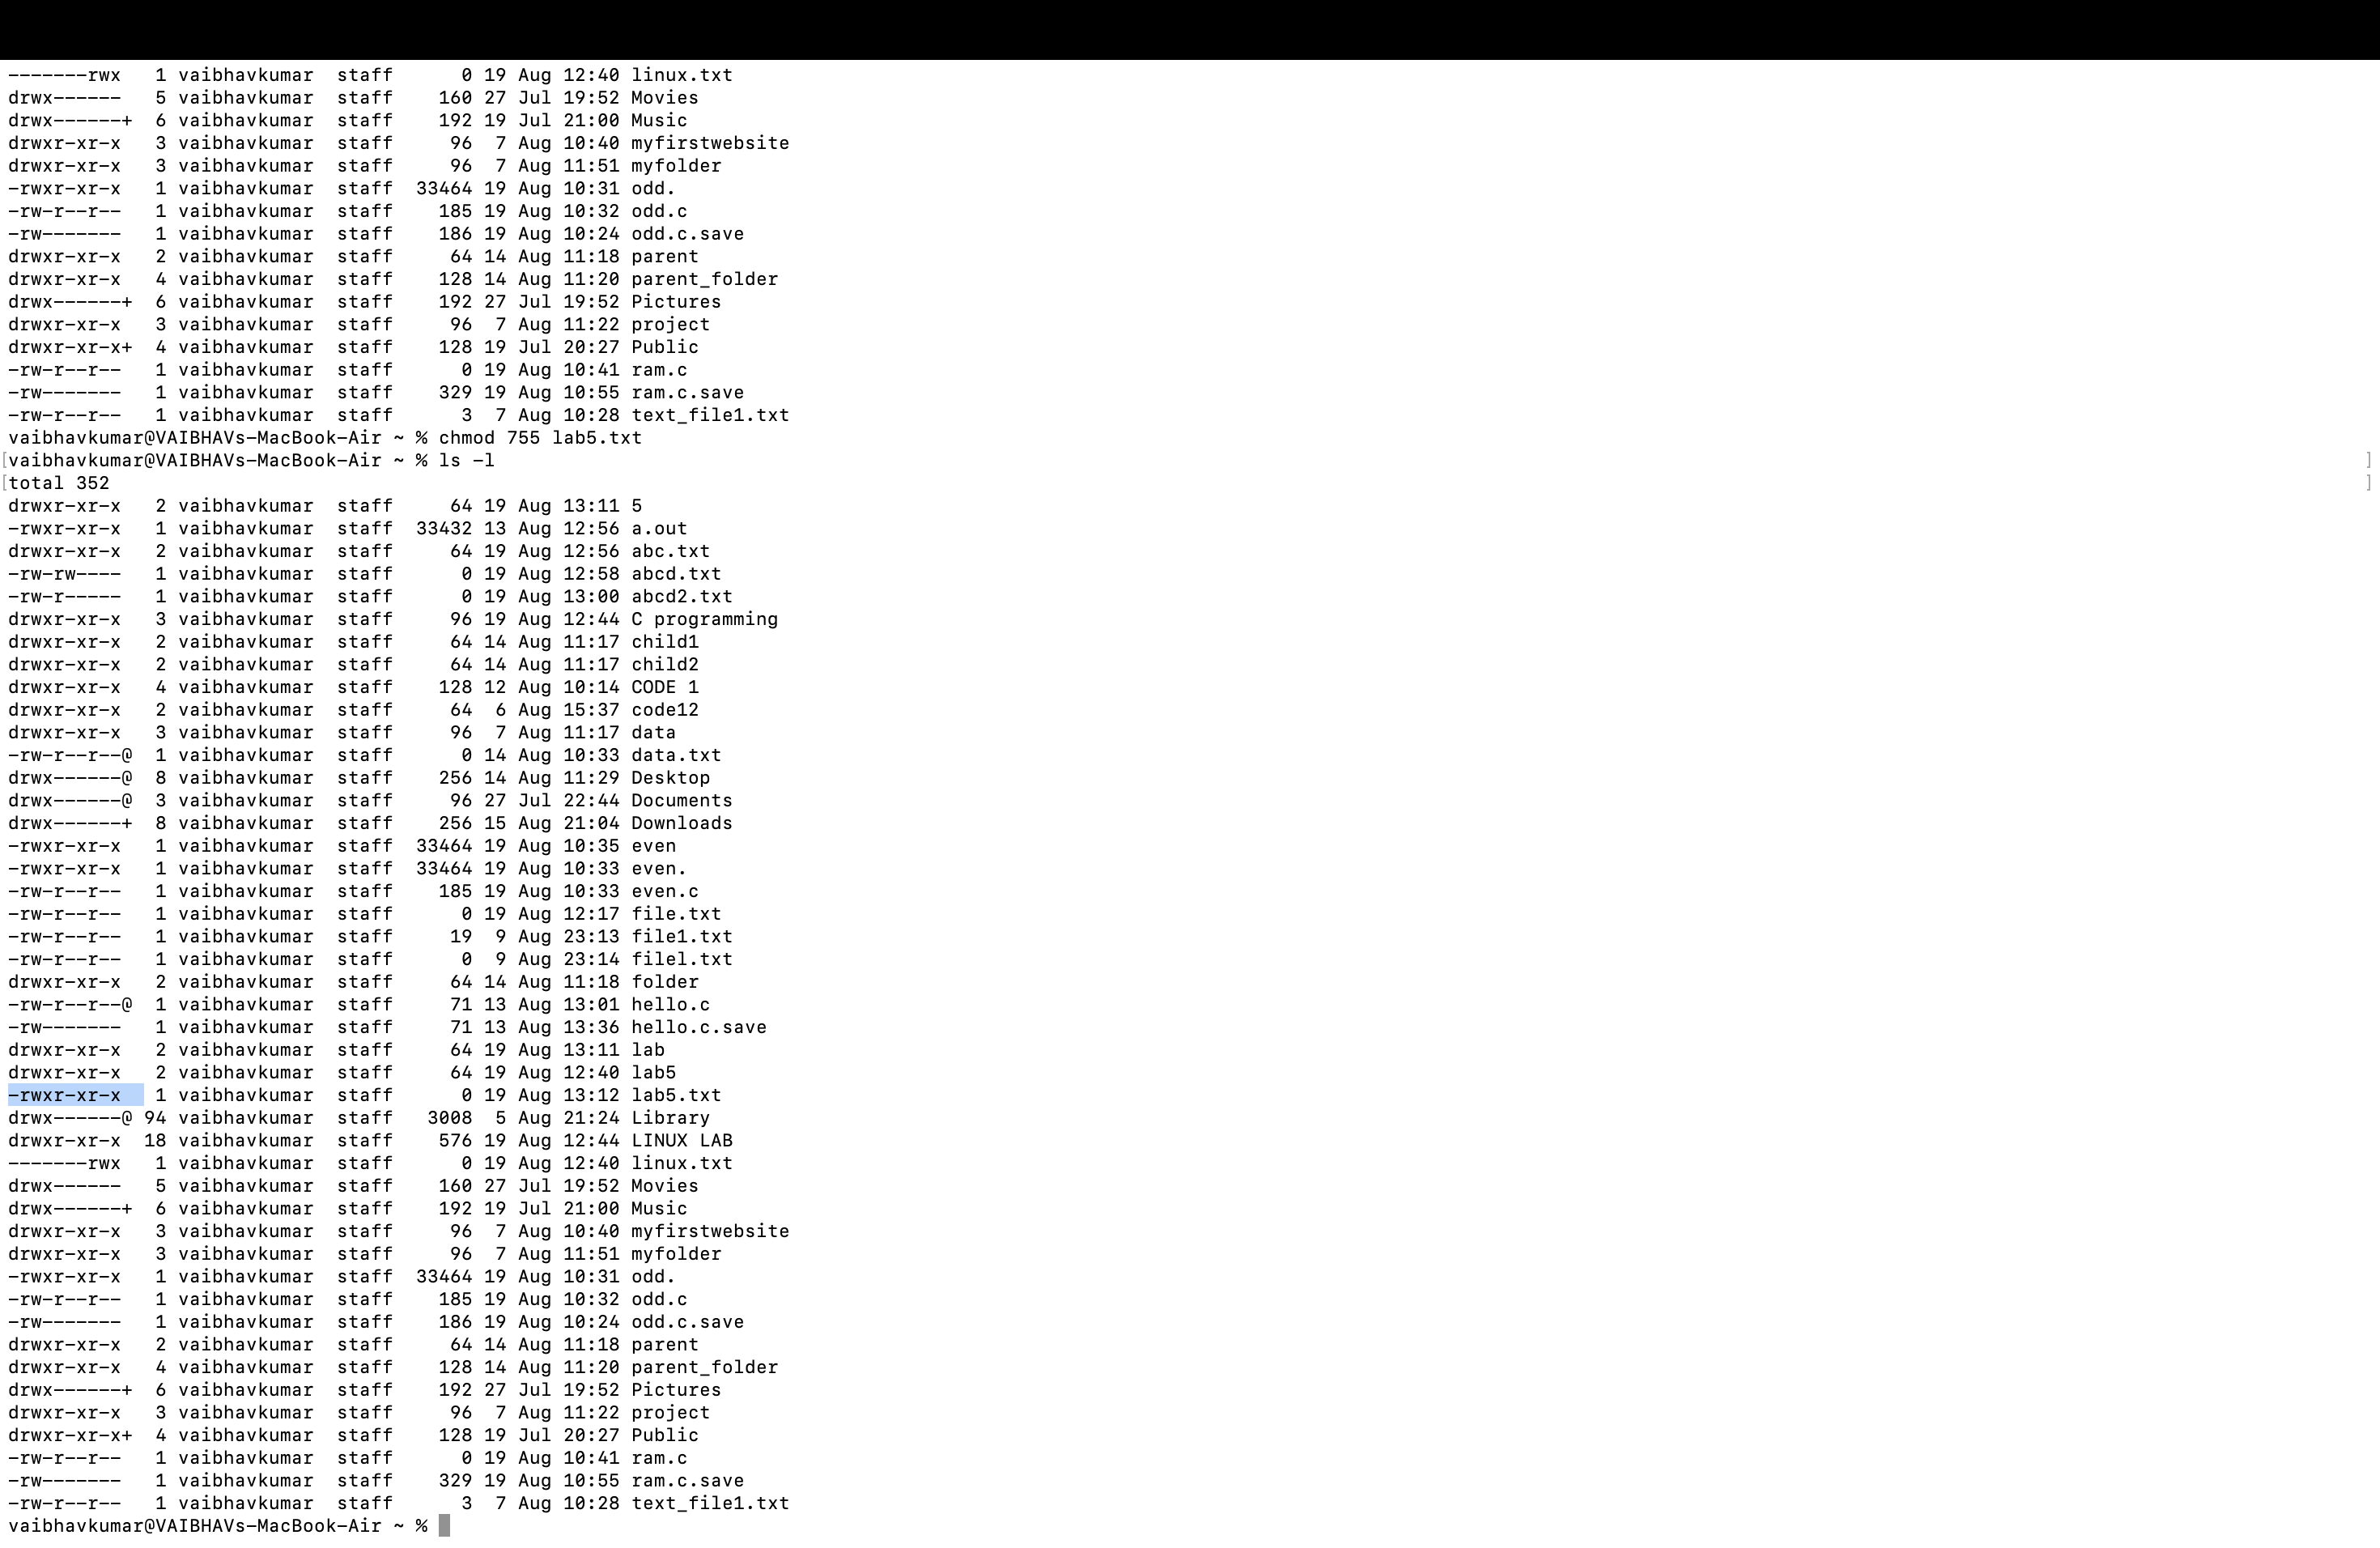 -------rwx   1 vaibhavkumar  staff      0 19 Aug 12:40 linux.txt
drwx------   5 vaibhavkumar  staff    160 27 Jul 19:52 Movies
drwx------+  6 vaibhavkumar  staff    192 19 Jul 21:00 Music
drwxr-xr-x   3 vaibhavkumar  staff     96  7 Aug 10:40 myfirstwebsite
drwxr-xr-x   3 vaibhavkumar  staff     96  7 Aug 11:51 myfolder
-rwxr-xr-x   1 vaibhavkumar  staff  33464 19 Aug 10:31 odd.
-rw-r--r--   1 vaibhavkumar  staff    185 19 Aug 10:32 odd.c
-rw-------   1 vaibhavkumar  staff    186 19 Aug 10:24 odd.c.save
drwxr-xr-x   2 vaibhavkumar  staff     64 14 Aug 11:18 parent
drwxr-xr-x   4 vaibhavkumar  staff    128 14 Aug 11:20 parent_folder
drwx------+  6 vaibhavkumar  staff    192 27 Jul 19:52 Pictures
drwxr-xr-x   3 vaibhavkumar  staff     96  7 Aug 11:22 project
drwxr-xr-x+  4 vaibhavkumar  staff    128 19 Jul 20:27 Public
-rw-r--r--   1 vaibhavkumar  staff      0 19 Aug 10:41 ram.c
-rw-------   1 vaibhavkumar  staff    329 19 Aug 10:55 ram.c.save
-rw-r--r--   1 vaibhavkumar  staff      3  7 Aug 10:28 text_file1.txt
vaibhavkumar@VAIBHAVs-MacBook-Air ~ % chmod 755 lab5.txt
[vaibhavkumar@VAIBHAVs-MacBook-Air ~ % ls -l ]
[total 352 ]
drwxr-xr-x   2 vaibhavkumar  staff     64 19 Aug 13:11 5
-rwxr-xr-x   1 vaibhavkumar  staff  33432 13 Aug 12:56 a.out
drwxr-xr-x   2 vaibhavkumar  staff     64 19 Aug 12:56 abc.txt
-rw-rw----   1 vaibhavkumar  staff      0 19 Aug 12:58 abcd.txt
-rw-r-----   1 vaibhavkumar  staff      0 19 Aug 13:00 abcd2.txt
drwxr-xr-x   3 vaibhavkumar  staff     96 19 Aug 12:44 C programming
drwxr-xr-x   2 vaibhavkumar  staff     64 14 Aug 11:17 child1
drwxr-xr-x   2 vaibhavkumar  staff     64 14 Aug 11:17 child2
drwxr-xr-x   4 vaibhavkumar  staff    128 12 Aug 10:14 CODE 1
drwxr-xr-x   2 vaibhavkumar  staff     64  6 Aug 15:37 code12
drwxr-xr-x   3 vaibhavkumar  staff     96  7 Aug 11:17 data
-rw-r--r--@  1 vaibhavkumar  staff      0 14 Aug 10:33 data.txt
drwx------@  8 vaibhavkumar  staff    256 14 Aug 11:29 Desktop
drwx------@  3 vaibhavkumar  staff     96 27 Jul 22:44 Documents
drwx------+  8 vaibhavkumar  staff    256 15 Aug 21:04 Downloads
-rwxr-xr-x   1 vaibhavkumar  staff  33464 19 Aug 10:35 even
-rwxr-xr-x   1 vaibhavkumar  staff  33464 19 Aug 10:33 even.
-rw-r--r--   1 vaibhavkumar  staff    185 19 Aug 10:33 even.c
-rw-r--r--   1 vaibhavkumar  staff      0 19 Aug 12:17 file.txt
-rw-r--r--   1 vaibhavkumar  staff     19  9 Aug 23:13 file1.txt
-rw-r--r--   1 vaibhavkumar  staff      0  9 Aug 23:14 filel.txt
drwxr-xr-x   2 vaibhavkumar  staff     64 14 Aug 11:18 folder
-rw-r--r--@  1 vaibhavkumar  staff     71 13 Aug 13:01 hello.c
-rw-------   1 vaibhavkumar  staff     71 13 Aug 13:36 hello.c.save
drwxr-xr-x   2 vaibhavkumar  staff     64 19 Aug 13:11 lab
drwxr-xr-x   2 vaibhavkumar  staff     64 19 Aug 12:40 lab5
-rwxr-xr-x   1 vaibhavkumar  staff      0 19 Aug 13:12 lab5.txt
drwx------@ 94 vaibhavkumar  staff   3008  5 Aug 21:24 Library
drwxr-xr-x  18 vaibhavkumar  staff    576 19 Aug 12:44 LINUX LAB
-------rwx   1 vaibhavkumar  staff      0 19 Aug 12:40 linux.txt
drwx------   5 vaibhavkumar  staff    160 27 Jul 19:52 Movies
drwx------+  6 vaibhavkumar  staff    192 19 Jul 21:00 Music
drwxr-xr-x   3 vaibhavkumar  staff     96  7 Aug 10:40 myfirstwebsite
drwxr-xr-x   3 vaibhavkumar  staff     96  7 Aug 11:51 myfolder
-rwxr-xr-x   1 vaibhavkumar  staff  33464 19 Aug 10:31 odd.
-rw-r--r--   1 vaibhavkumar  staff    185 19 Aug 10:32 odd.c
-rw-------   1 vaibhavkumar  staff    186 19 Aug 10:24 odd.c.save
drwxr-xr-x   2 vaibhavkumar  staff     64 14 Aug 11:18 parent
drwxr-xr-x   4 vaibhavkumar  staff    128 14 Aug 11:20 parent_folder
drwx------+  6 vaibhavkumar  staff    192 27 Jul 19:52 Pictures
drwxr-xr-x   3 vaibhavkumar  staff     96  7 Aug 11:22 project
drwxr-xr-x+  4 vaibhavkumar  staff    128 19 Jul 20:27 Public
-rw-r--r--   1 vaibhavkumar  staff      0 19 Aug 10:41 ram.c
-rw-------   1 vaibhavkumar  staff    329 19 Aug 10:55 ram.c.save
-rw-r--r--   1 vaibhavkumar  staff      3  7 Aug 10:28 text_file1.txt
vaibhavkumar@VAIBHAVs-MacBook-Air ~ %